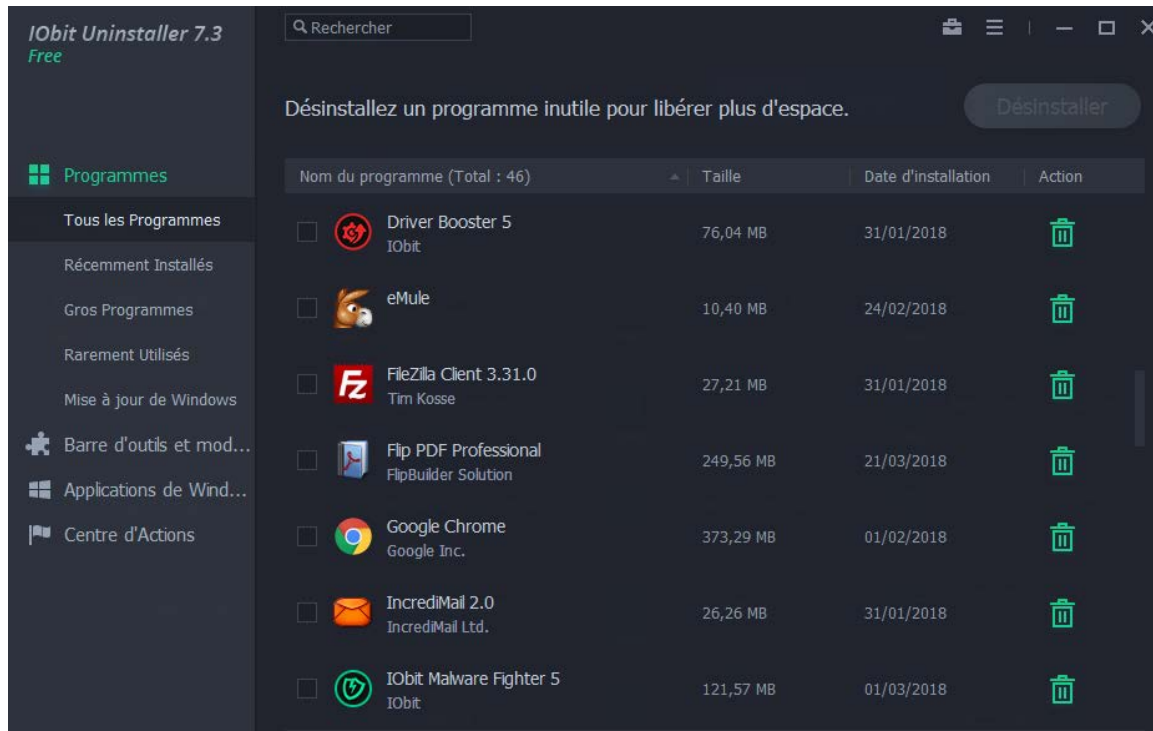 IObit Uninstaller 7.3
Free
Rechercher
Désinstallez un programme inutile pour libérer plus d'espace.
Désinstaller
Programmes
Tous les Programmes
Récemment Installés
Gros Programmes
Rarement Utilisés
Mise à jour de Windows
Barre d'outils et mod...
Applications de Wind...
Centre d'Actions
Nom du programme (Total : 46) Taille Date d'installation Action
Driver Booster 5
IObit
76,04 MB 31/01/2018
eMule
10,40 MB 24/02/2018
Fz
FileZilla Client 3.31.0
Tim Kosse
27,21 MB 31/01/2018
Flip PDF Professional
FlipBuilder Solution
249,56 MB 21/03/2018
Google Chrome
Google Inc.
373,29 MB 01/02/2018
IncrediMail 2.0
IncrediMail Ltd.
26,26 MB 31/01/2018
IObit Malware Fighter 5
IObit
121,57 MB 01/03/2018